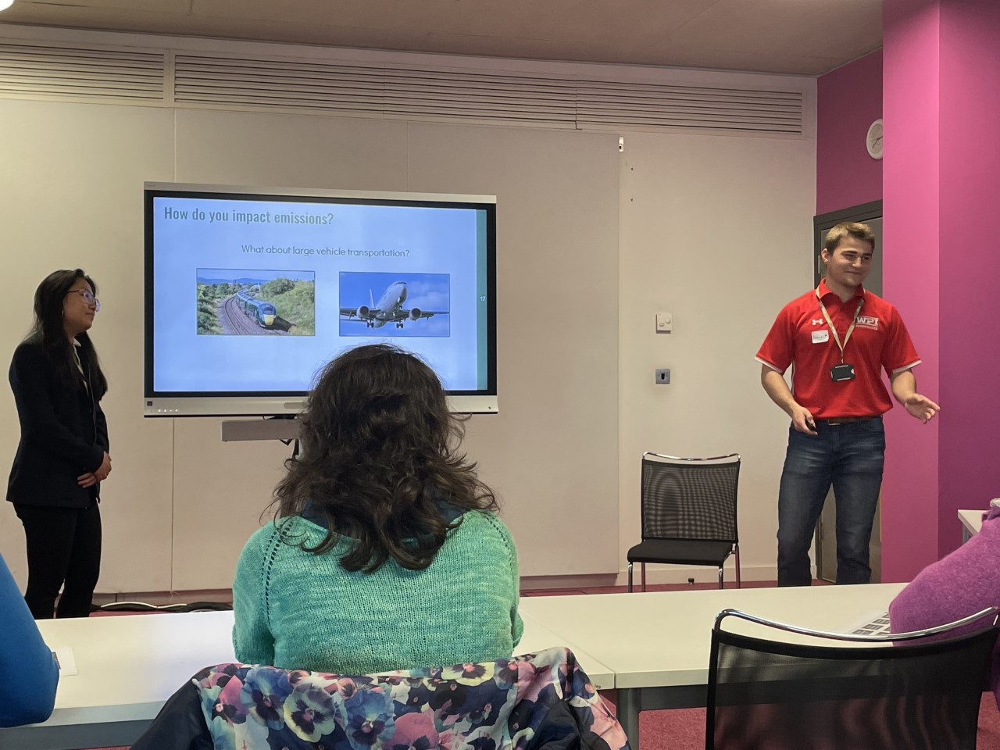 How do you impact emissions?
What about large vehicle transportation?
17
WPI